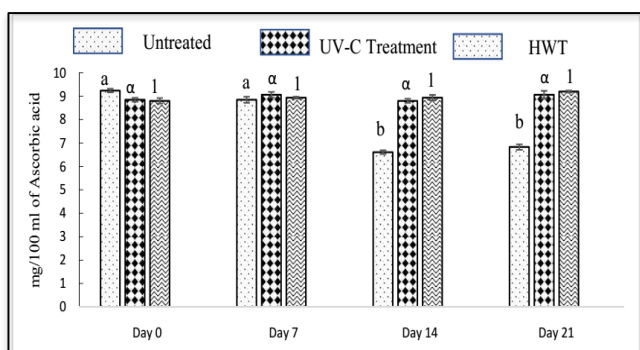 Untreated UV-C Treatment HWT
mg/100 ml of Ascorbic acid
10
9
8
7
6
5
4
3
2
1
0
a α 1
a α 1
b α 1
b α 1
Day 0 Day 7 Day 14 Day 21